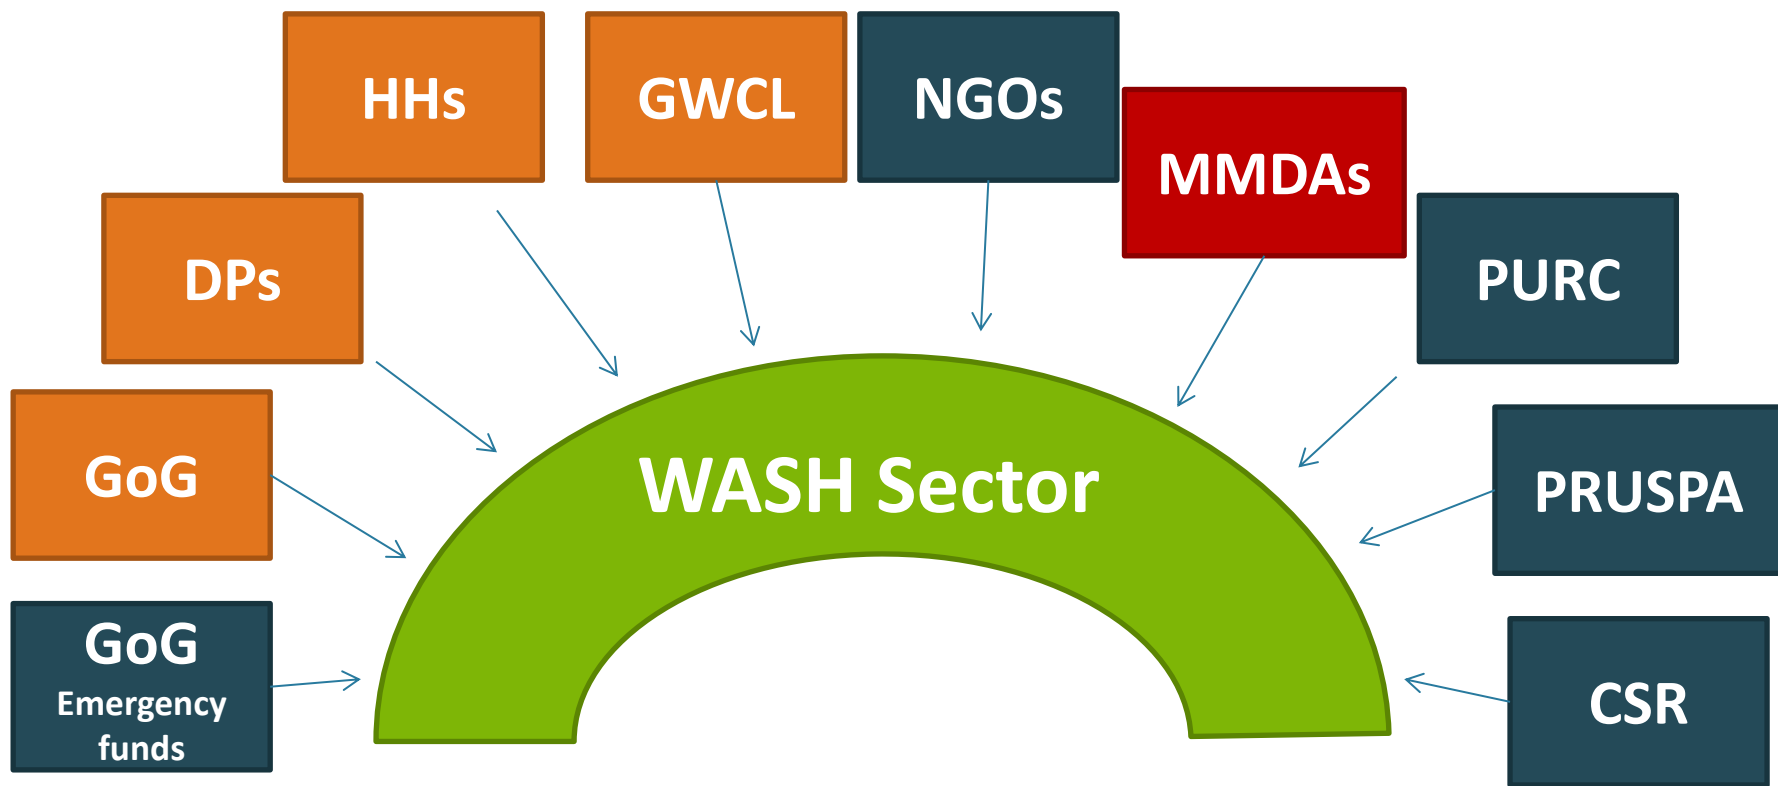 HHs
GWCL
NGOs
MMDAs
DPs
PURC
GoG
WASH Sector
PRUSPA
GoG
Emergency
funds
CSR